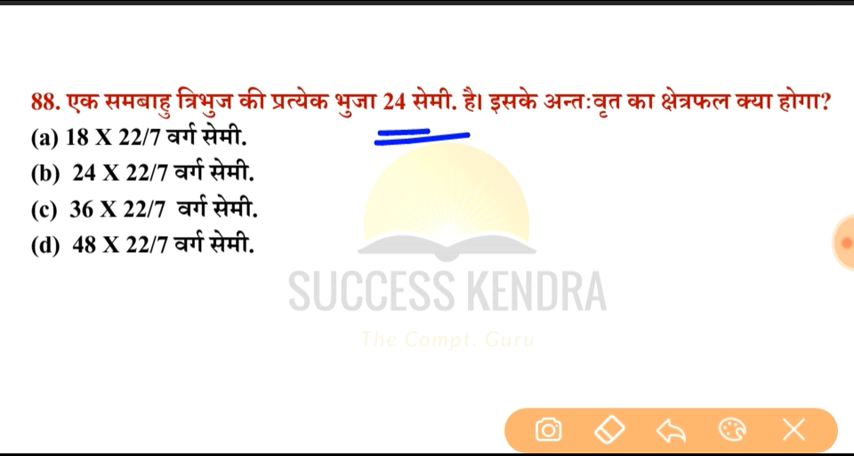 88. एक समबाहु त्रिभुज की प्रत्येक भुजा 24 सेमी. है। इसके अन्त:वृत का क्षेत्रफल क्या होगा?
(a) 18 X 22/7 वर्ग सेमी.
(b) 24 X 22/7 वर्ग सेमी.
(c) 36 X 22/7 वर्ग सेमी.
(d) 48 X 22/7 वर्ग सेमी.
SUCCESS KENDRA
The Compt. Guru